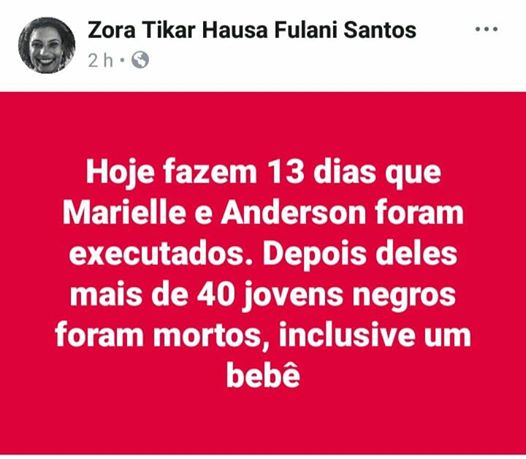 Zora Tikar Hausa Fulani Santos
2 h
Hoje fazem 13 dias que
Marielle e Anderson foram
executados. Depois deles
mais de 40 jovens negros
foram mortos, inclusive um
bebê